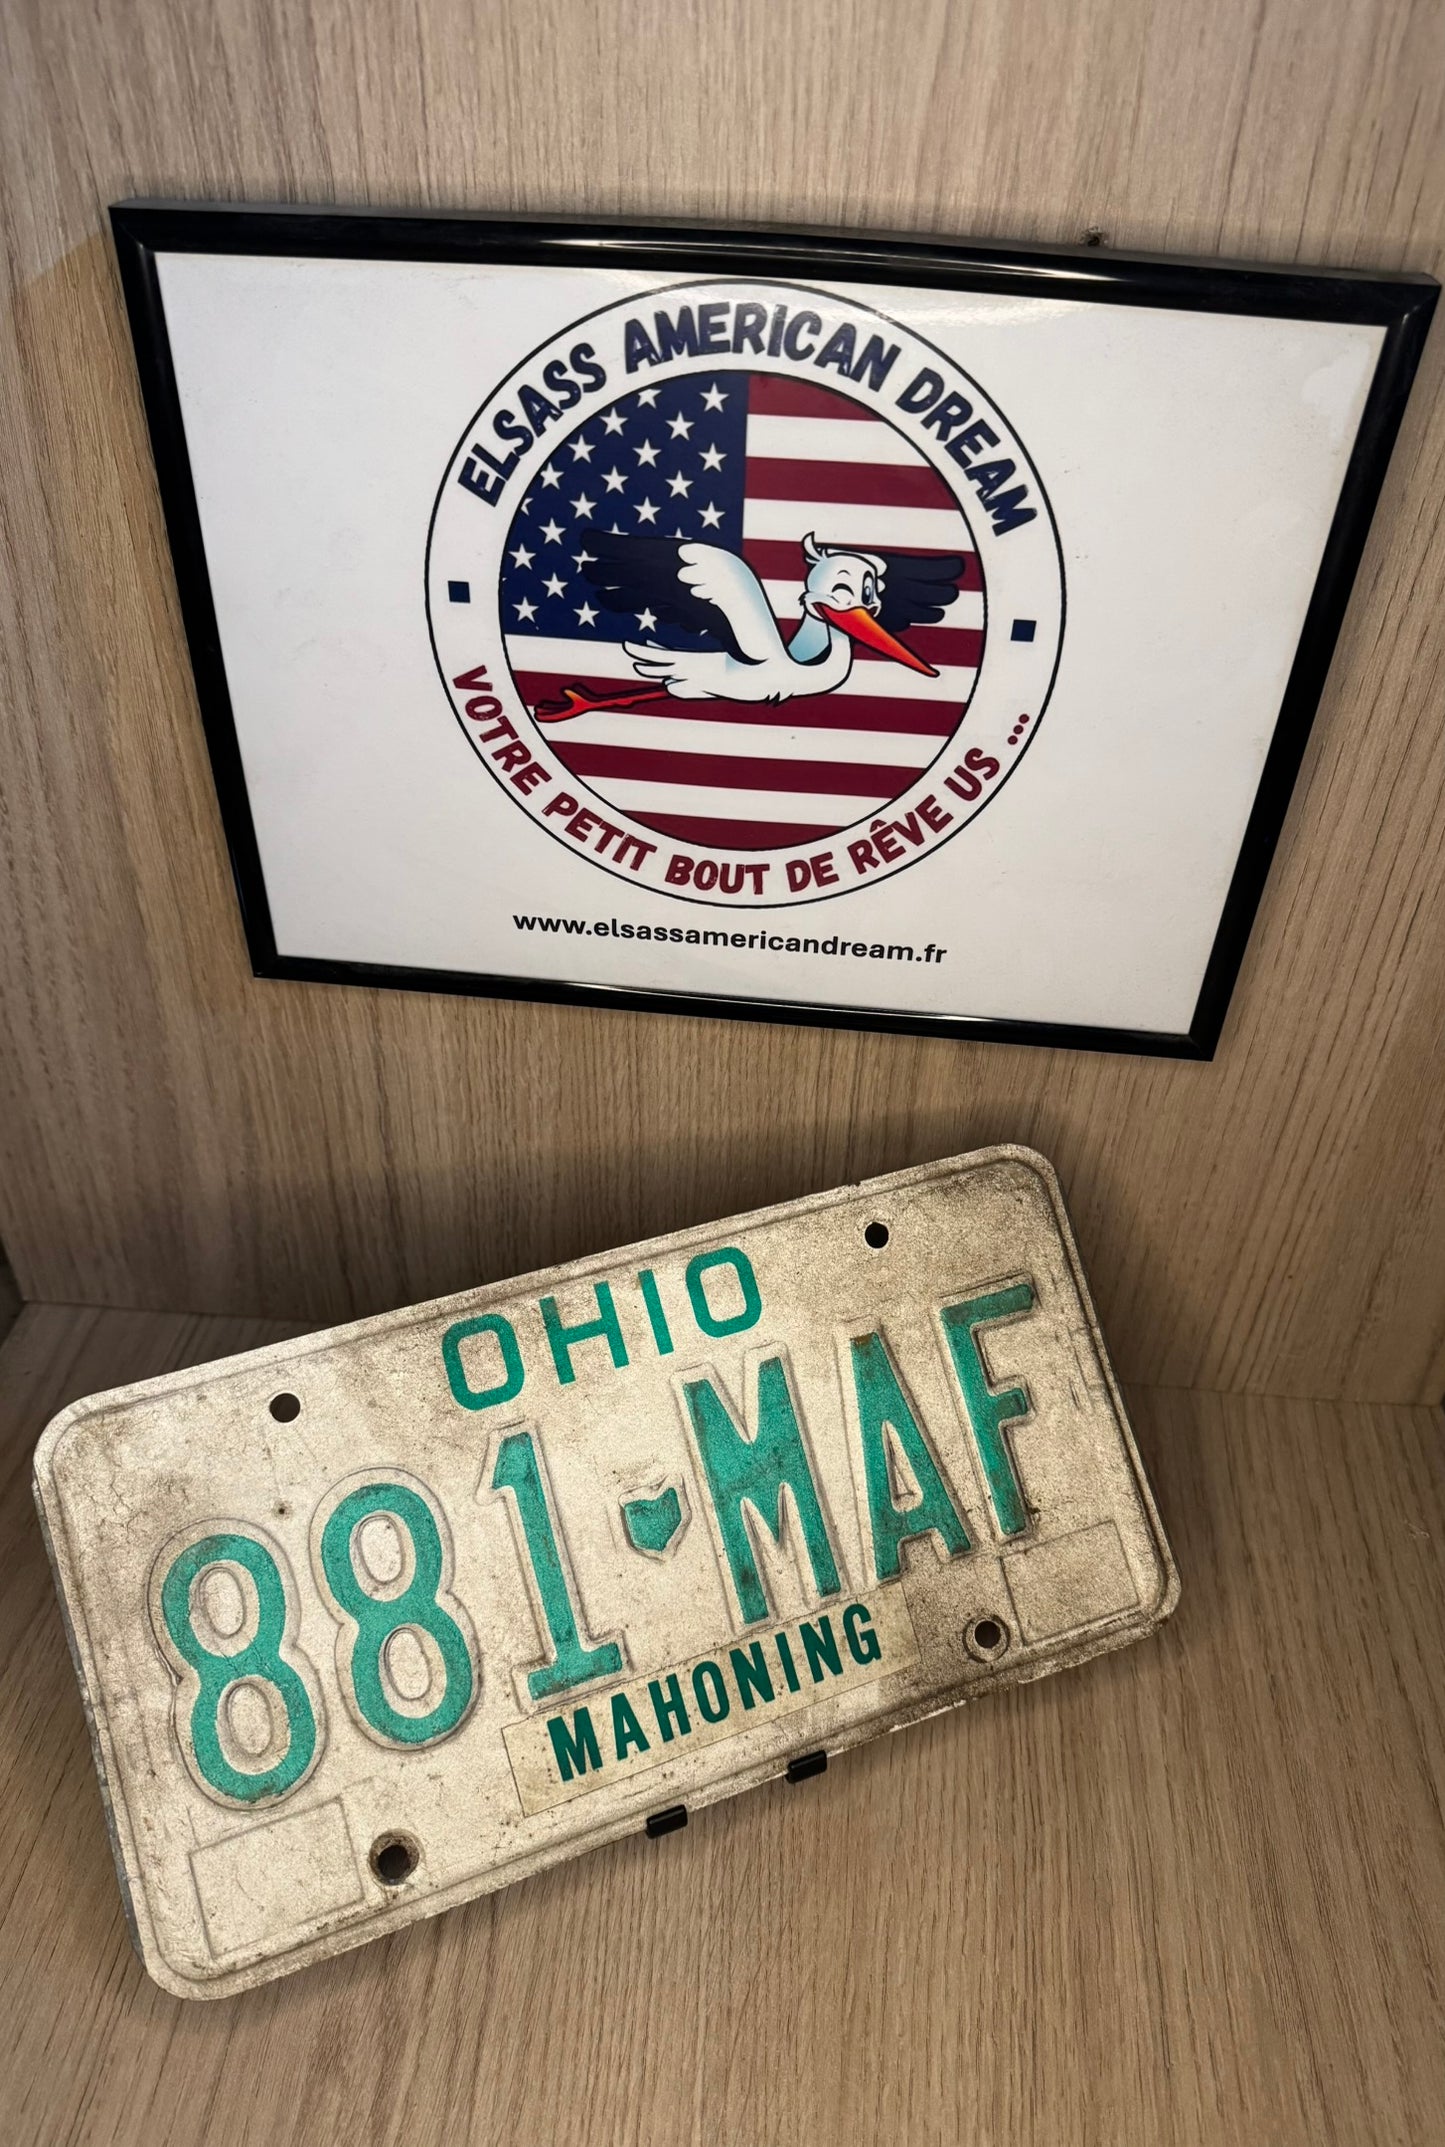 ELSASS AMERICAN DREAM
VOTRE PETIT BOUT DE RÊVE US ...
www.elsassamericandream.fr
OHIO
881 MAF
MAHONING